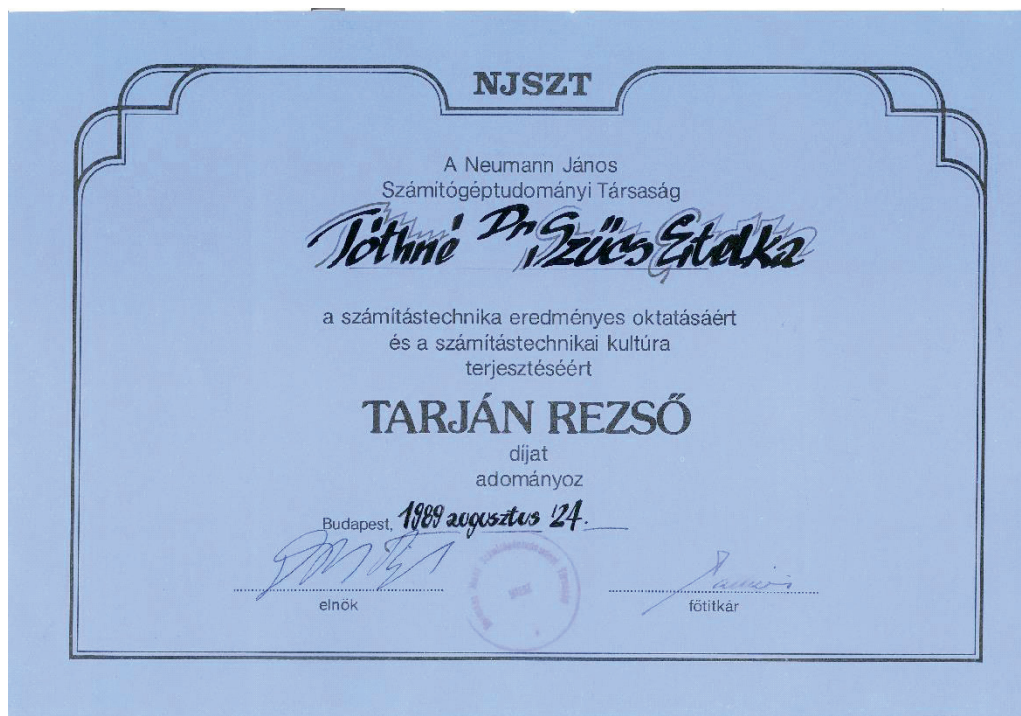 NJSZT
A Neumann János
Számítógéptudományi Társaság
Tóthné Dr. Szűcs Etelka
a számítástechnika eredményes oktatásáért
és a számítástechnikai kultúra
terjesztéséért
TARJÁN REZSŐ
díjat
adományoz
Budapest, 1989 augusztus 24.
elnök
főtitkár